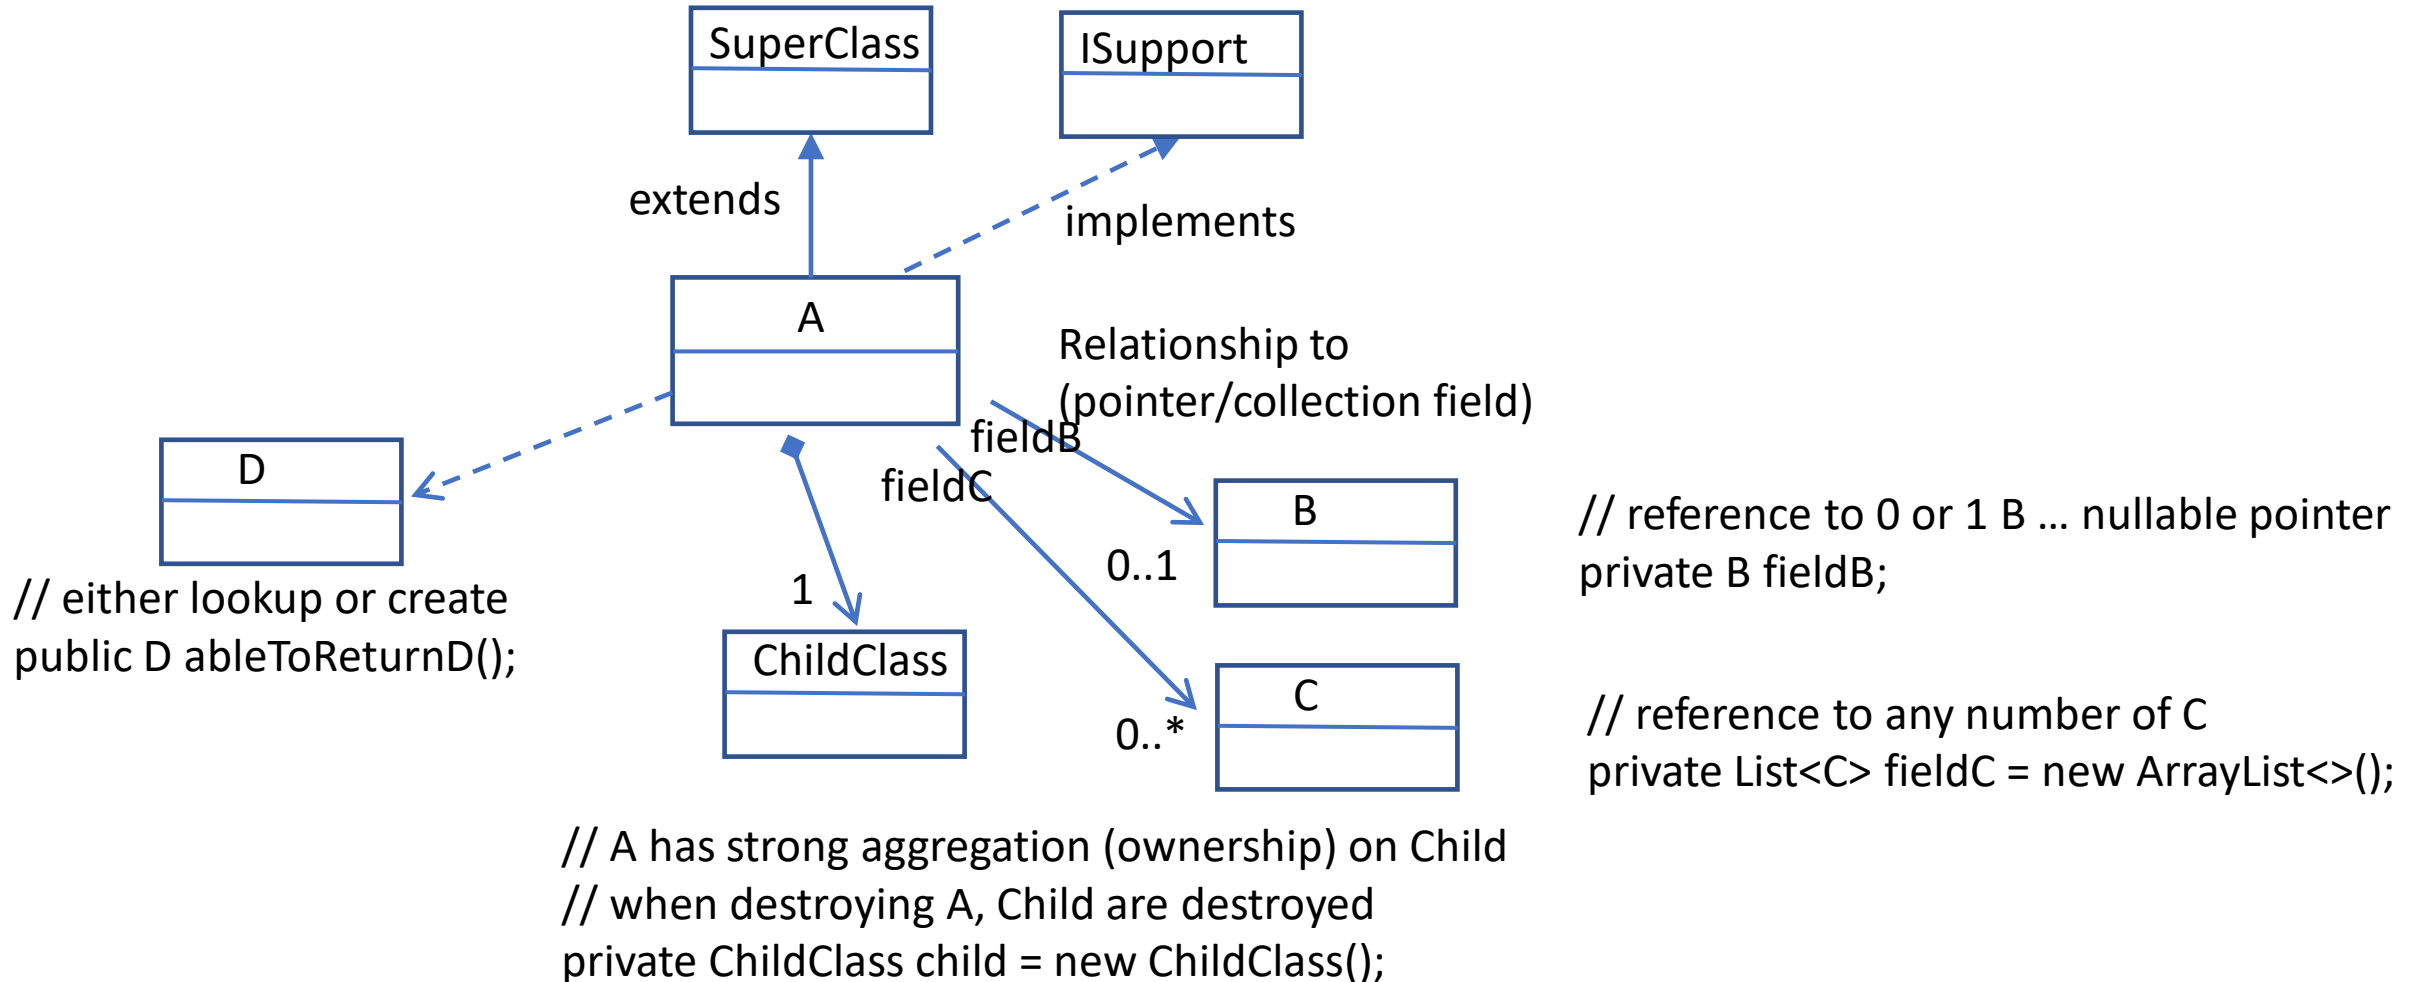 SuperClass
ISupport
extends
implements
A
Relationship to
(pointer/collection field)
fieldB
fieldC
D
B
// reference to 0 or 1 B ... nullable pointer
private B fieldB;
0..1
1
// either lookup or create
public D ableToReturnD();
ChildClass
C
0..*
// reference to any number of C
private List<C> fieldC = new ArrayList<>();
// A has strong aggregation (ownership) on Child
// when destroying A, Child are destroyed
private ChildClass child = new ChildClass();